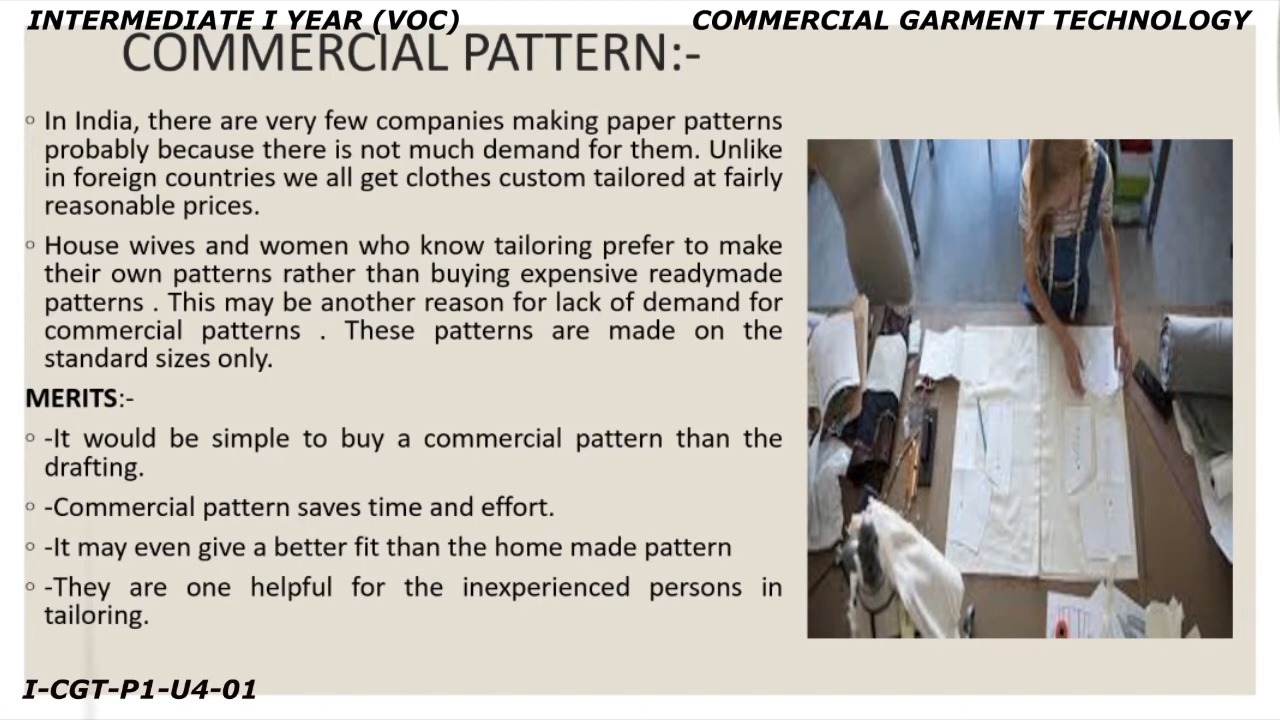 INTERMEDIATE I YEAR (VOC)
COMMERCIAL GARMENT TECHNOLOGY
COMMERCIAL PATTERN:-
◦ In India, there are very few companies making paper patterns
probably because there is not much demand for them. Unlike
in foreign countries we all get clothes custom tailored at fairly
reasonable prices.
◦ House wives and women who know tailoring prefer to make
their own patterns rather than buying expensive readymade
patterns . This may be another reason for lack of demand for
commercial patterns . These patterns are made on the
standard sizes only.
MERITS:-
◦ -It would be simple to buy a commercial pattern than the
drafting.
◦ -Commercial pattern saves time and effort.
◦ -It may even give a better fit than the home made pattern
◦ -They are one helpful for the inexperienced persons in
tailoring.
I-CGT-P1-U4-01